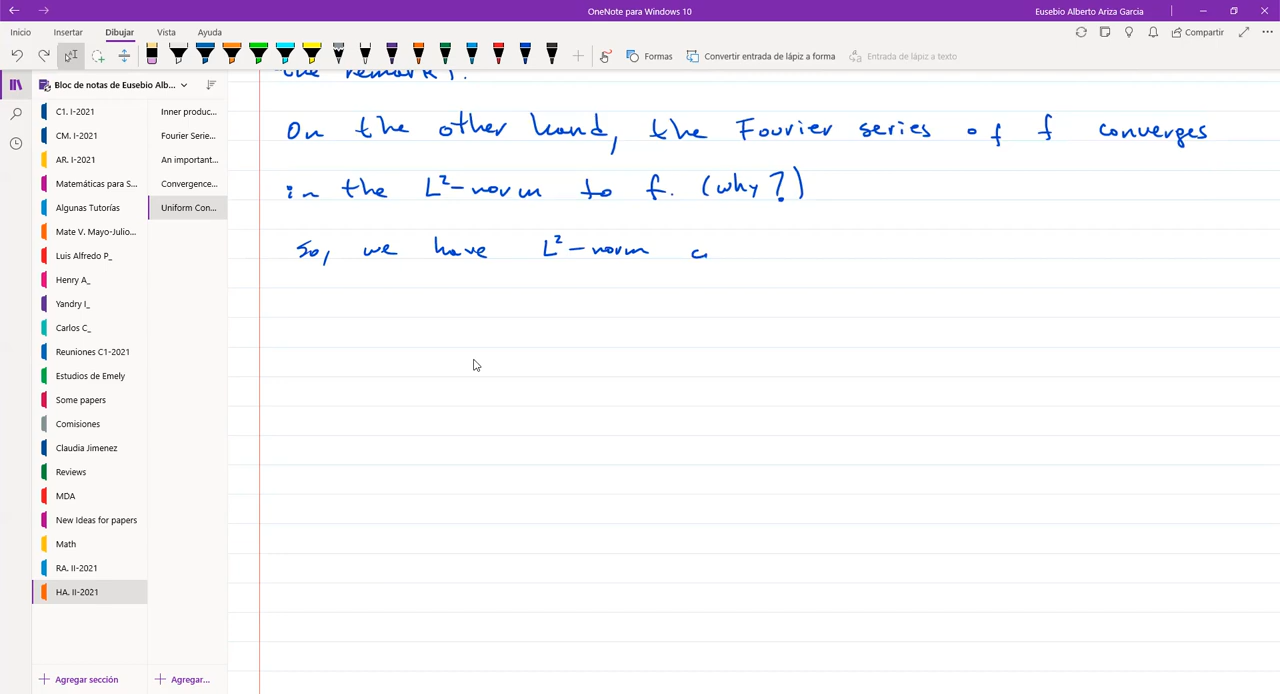 OneNote para Windows 10
Eusebio Alberto Ariza Garcia
Inicio
Insertar
Dibujar
Vista
Ayuda
Compartir
Formas
Convertir entrada de lápiz a forma
Entrada de lápiz a texto
Bloc de notas de Eusebio Alb...
C1. I-2021
CM. I-2021
AR. I-2021
Matemáticas para S...
Algunas Tutorías
Mate V. Mayo-Julio...
Luis Alfredo P_
Henry A_
Yandry I_
Carlos C_
Reuniones C1-2021
Estudios de Emely
Some papers
Comisiones
Claudia Jimenez
Reviews
MDA
New Ideas for papers
Math
RA. II-2021
HA. II-2021
Agregar sección
Inner produc...
Fourier Serie...
An important...
Convergence...
Uniform Con...
Agregar...
the remark).
On the other hand, the Fourier series of f converges
in the L²-norm to f. (why?)
So, we have L²-norm c